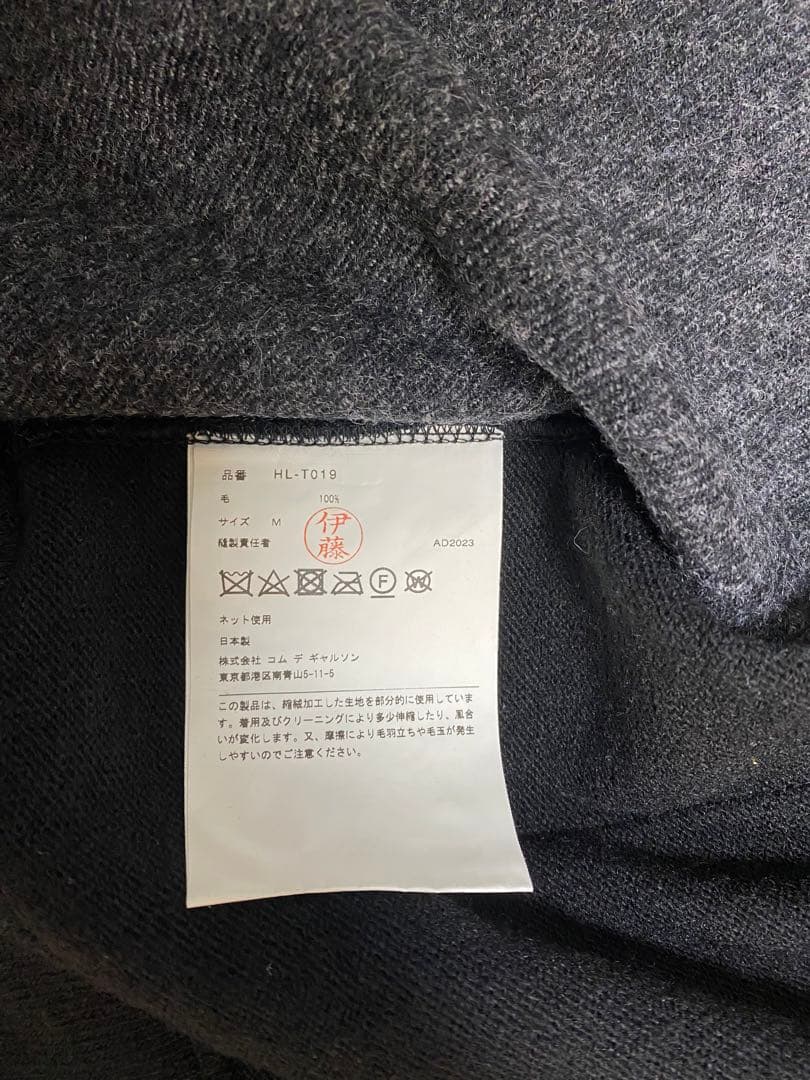 品番 HL-T019
毛 100%
サイズ M
伊藤
縫製責任者 AD2023
F W
ネット使用
日本製
株式会社 コム デ ギャルソン
東京都港区南青山5-11-5
この製品は、縮絨加工した生地を部分的に使用していま
す。着用及びクリーニングにより多少伸縮したり、風合
いが変化します。又、摩擦により毛羽立ちや毛玉が発生
しやすいのでご注意ください。